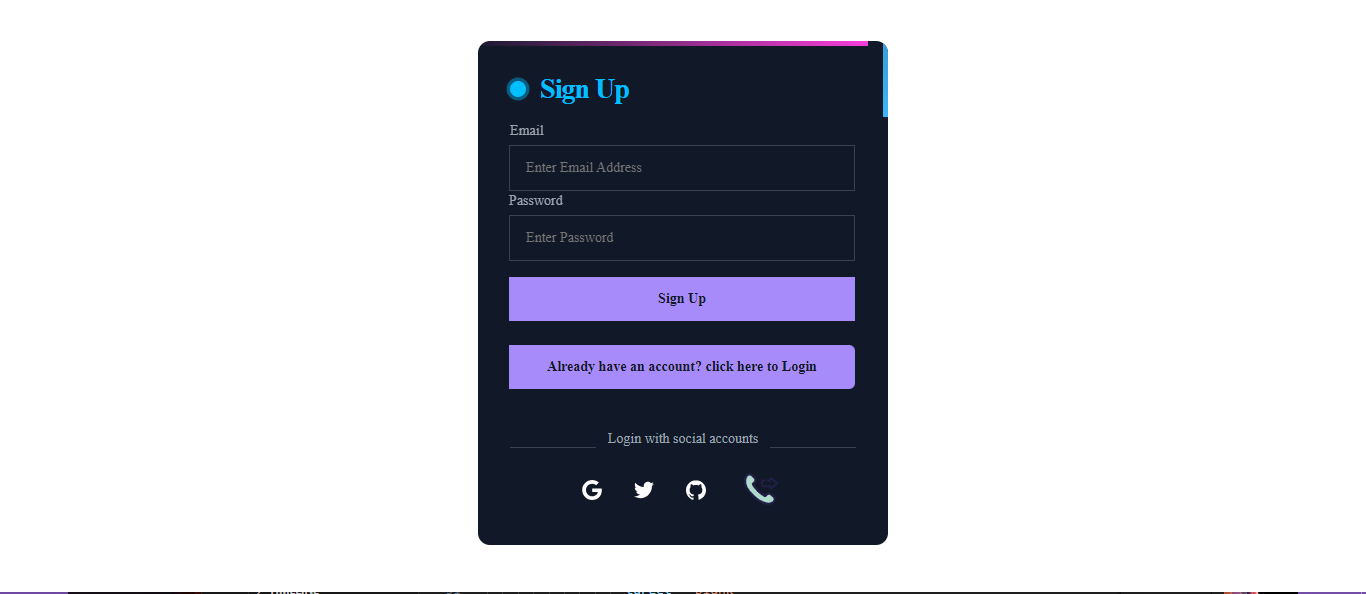 Sign Up
Email
Enter Email Address
Password
Enter Password
Sign Up
Already have an account? click here to Login
Login with social accounts